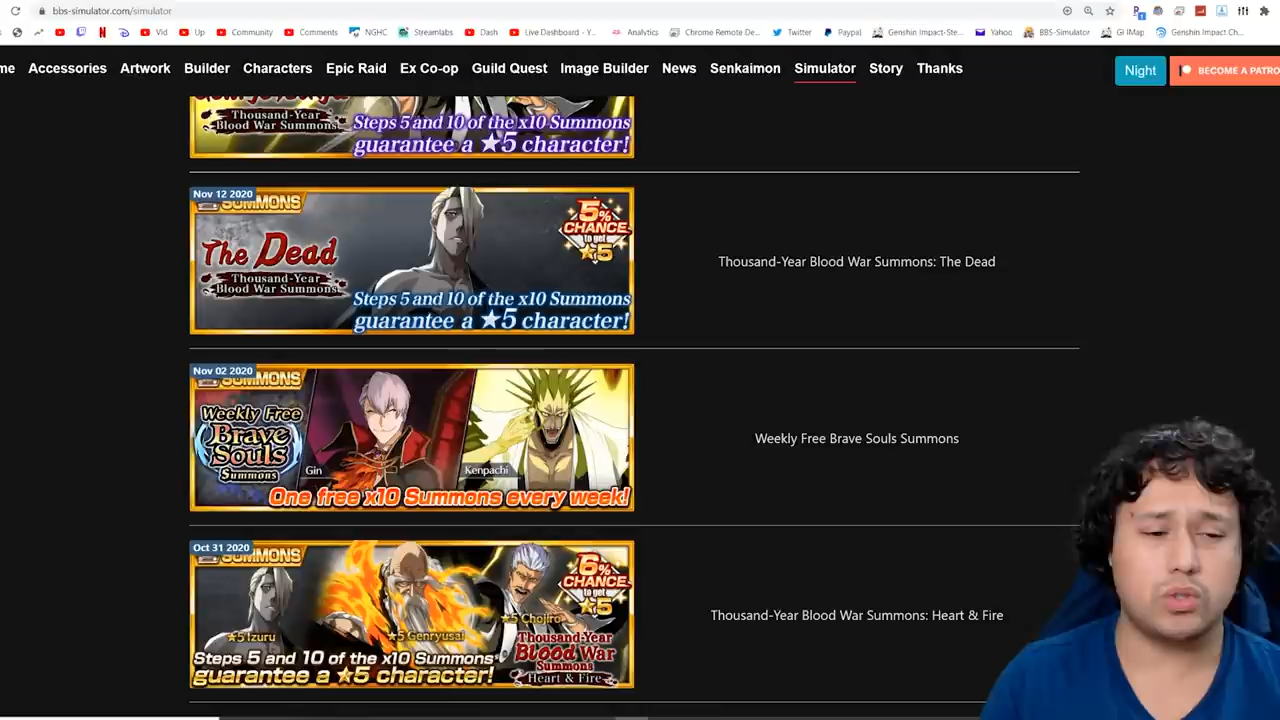 bbs-simulator.com/simulator
Vid
Up
Community
Comments
NGHC
Streamlabs
Dash
Live Dashboard - Y...
Analytics
Chrome Remote De...
Twitter
Paypal
Genshin Impact-Ste...
Yahoo
BBS-Simulator
GI IMap
Genshin Impact Ch...
me
Accessories
Artwork
Builder
Characters
Epic Raid
Ex Co-op
Guild Quest
Image Builder
News
Senkaimon
Simulator
Story
Thanks
Night
BECOME A PATRO
Thousand-Year
Blood War Summons
Steps 5 and 10 of the x10 Summons
guarantee a ★5 character!
Nov 12 2020
SUMMONS
The Dead
Thousand-Year
Blood War Summons
5%
CHANCE
to get
★5
Steps 5 and 10 of the x10 Summons
guarantee a ★5 character!
Thousand-Year Blood War Summons: The Dead
Nov 02 2020
SUMMONS
Weekly Free
Brave
Souls
Summons
Gin
Kenpachi
One free x10 Summons every week!
Weekly Free Brave Souls Summons
Oct 31 2020
SUMMONS
6%
CHANCE
to get
★5
★5 Izuru
★5 Genryusai
★5 Chojiro
Thousand-Year
Blood War
Summons
Heart & Fire
Steps 5 and 10 of the x10 Summons
guarantee a ★5 character!
Thousand-Year Blood War Summons: Heart & Fire